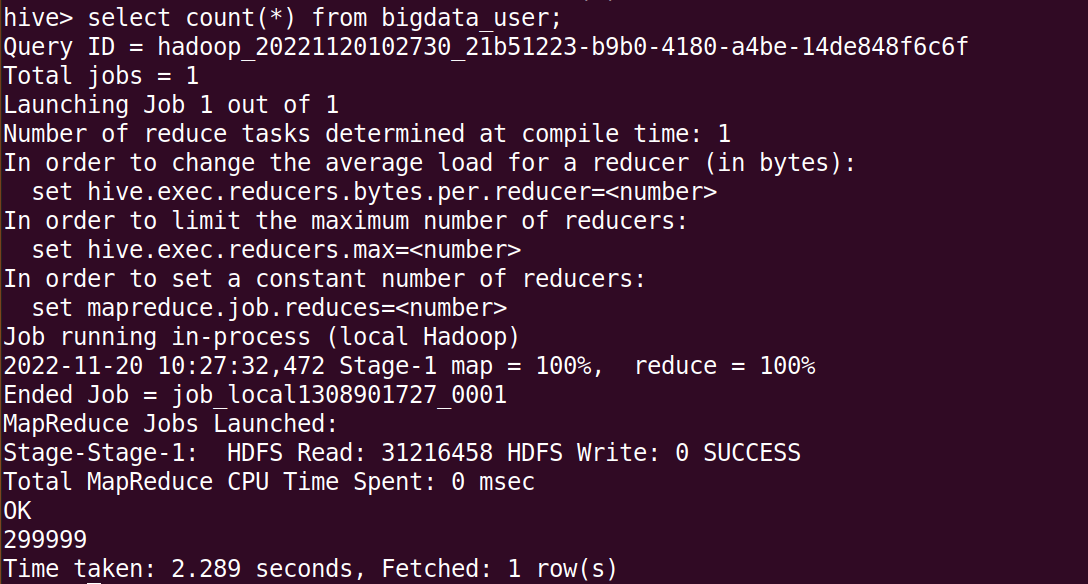 hive> select count(*) from bigdata_user;
Query ID = hadoop_20221120102730_21b51223-b9b0-4180-a4be-14de848f6c6f
Total jobs = 1
Launching Job 1 out of 1
Number of reduce tasks determined at compile time: 1
In order to change the average load for a reducer (in bytes):
  set hive.exec.reducers.bytes.per.reducer=<number>
In order to limit the maximum number of reducers:
  set hive.exec.reducers.max=<number>
In order to set a constant number of reducers:
  set mapreduce.job.reduces=<number>
Job running in-process (local Hadoop)
2022-11-20 10:27:32,472 Stage-1 map = 100%,  reduce = 100%
Ended Job = job_local1308901727_0001
MapReduce Jobs Launched:
Stage-Stage-1:  HDFS Read: 31216458 HDFS Write: 0 SUCCESS
Total MapReduce CPU Time Spent: 0 msec
OK
299999
Time taken: 2.289 seconds, Fetched: 1 row(s)